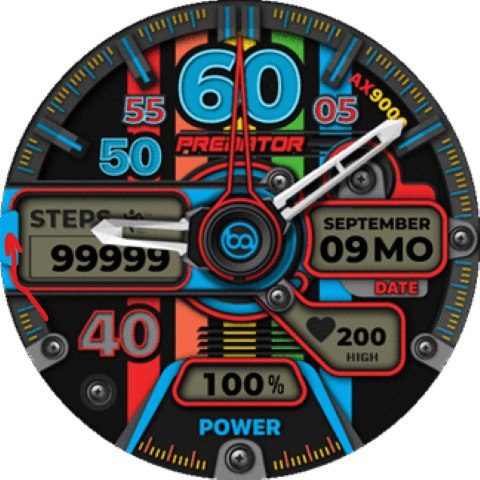 60
55
05
AX900
50
PREDATOR
STEPS
99999
SEPTEMBER
09 MO
DATE
40
200
HIGH
100%
POWER